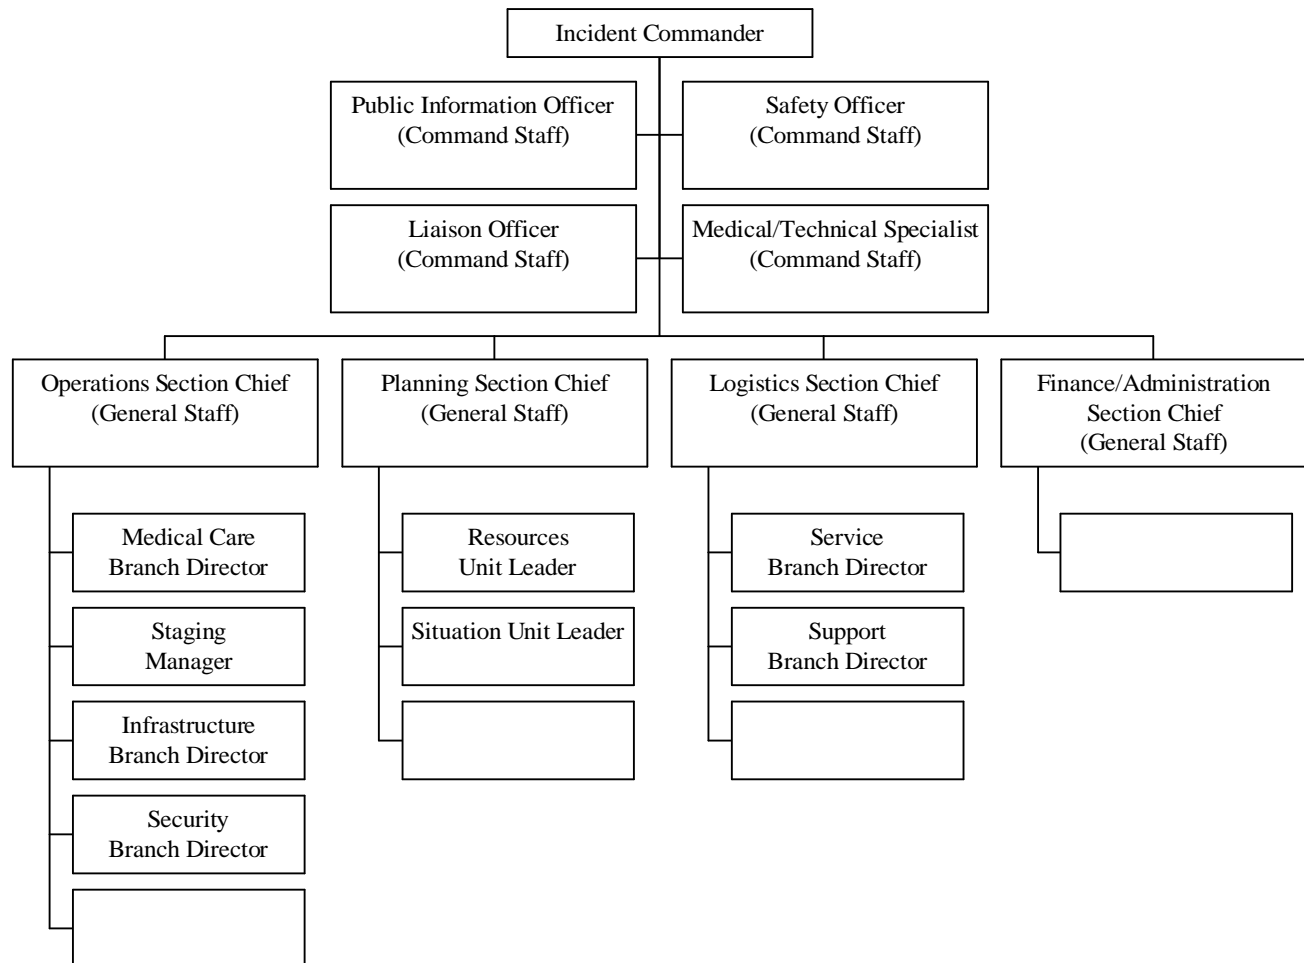 Incident Commander
Public Information Officer
(Command Staff)
Safety Officer
(Command Staff)
Liaison Officer
(Command Staff)
Medical/Technical Specialist
(Command Staff)
Operations Section Chief
(General Staff)
Planning Section Chief
(General Staff)
Logistics Section Chief
(General Staff)
Finance/Administration
Section Chief
(General Staff)
Medical Care
Branch Director
Staging
Manager
Infrastructure
Branch Director
Security
Branch Director
Resources
Unit Leader
Situation Unit Leader
Service
Branch Director
Support
Branch Director